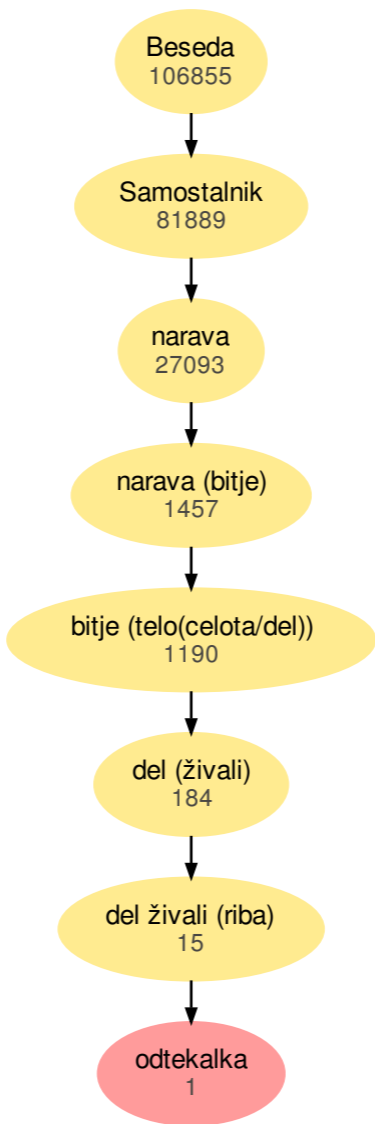 Beseda
106855
Samostalnik
81889
narava
27093
narava (bitje)
1457
bitje (telo(celota/del))
1190
del (živali)
184
del živali (riba)
15
odtekalka
1